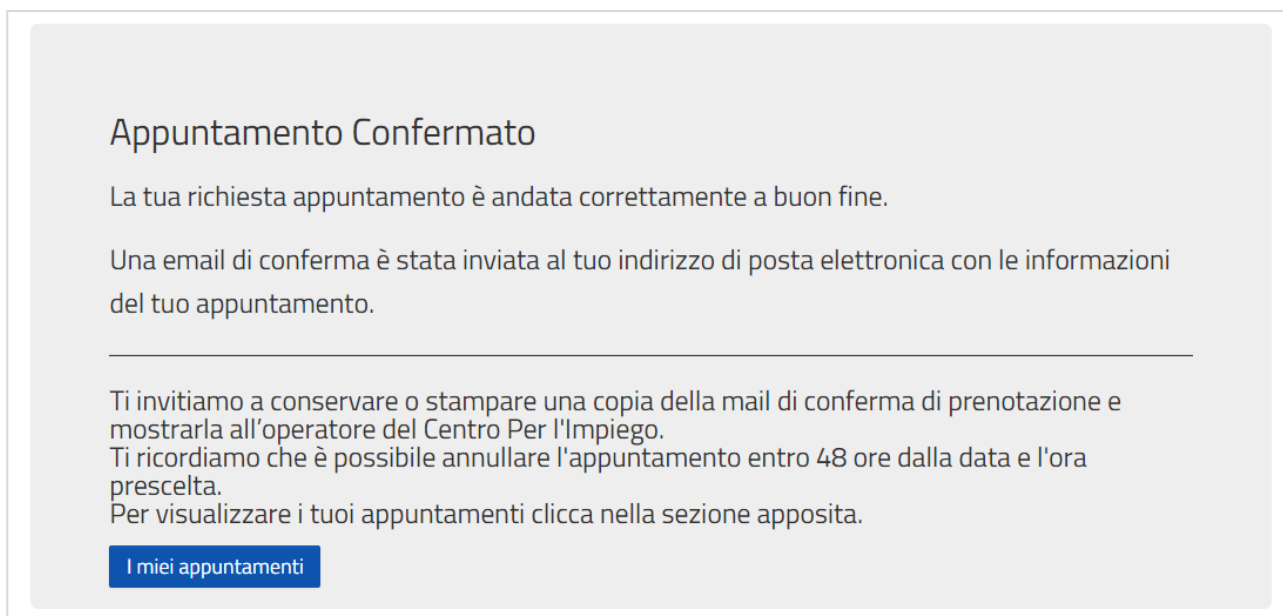 Appuntamento Confermato
La tua richiesta appuntamento è andata correttamente a buon fine.
Una email di conferma è stata inviata al tuo indirizzo di posta elettronica con le informazioni
del tuo appuntamento.
Ti invitiamo a conservare o stampare una copia della mail di conferma di prenotazione e
mostrarla all’operatore del Centro Per l'Impiego.
Ti ricordiamo che è possibile annullare l'appuntamento entro 48 ore dalla data e l'ora
prescelta.
Per visualizzare i tuoi appuntamenti clicca nella sezione apposita.
I miei appuntamenti